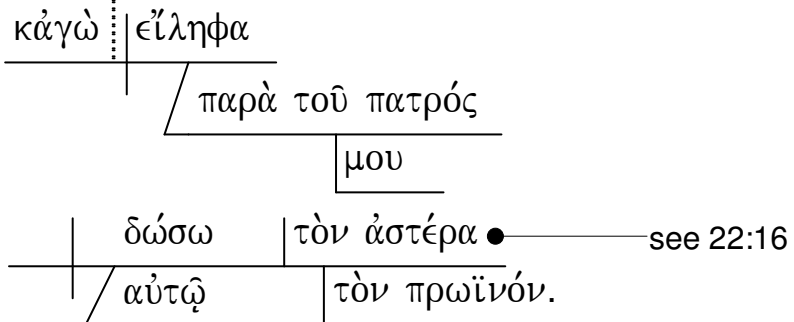 κἀγὼ εἴληφα
παρὰ τοῦ πατρός
μου
δώσω τὸν ἀστέρα see 22:16
αὐτῷ τὸν πρωϊνόν.